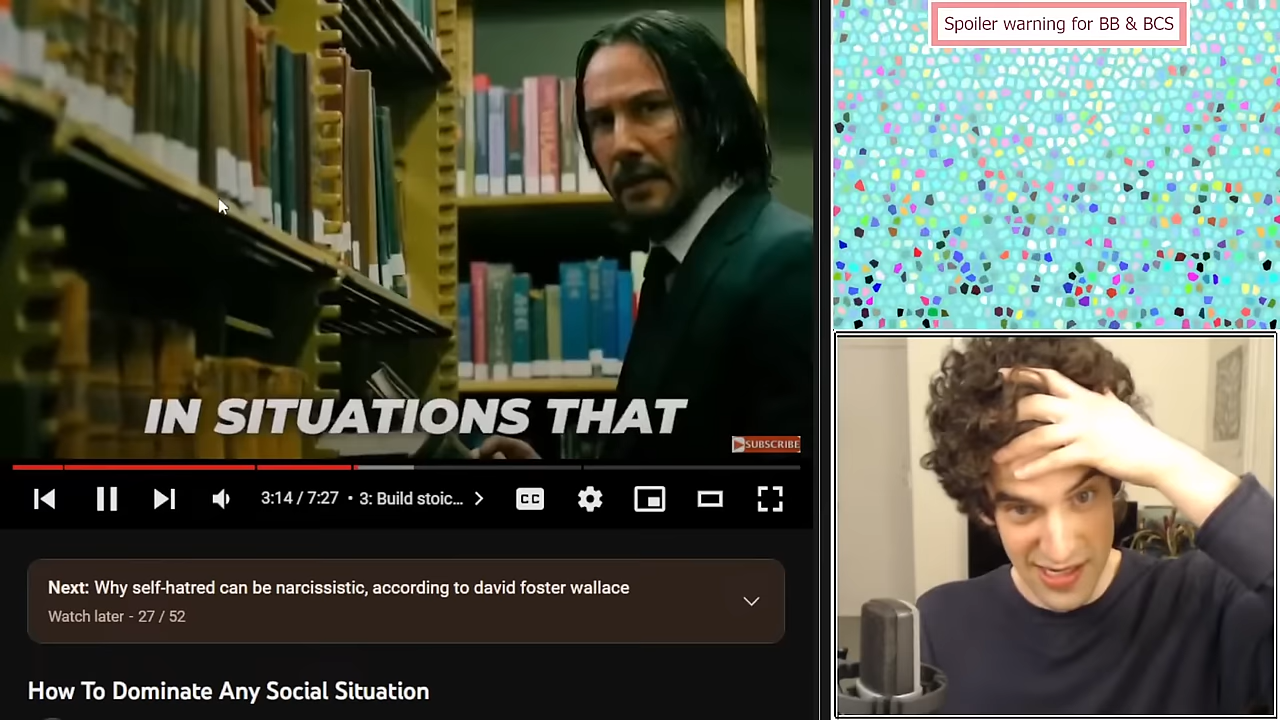 Spoiler warning for BB & BCS
IN SITUATIONS THAT
SUBSCRIBE
3:14 / 7:27 • 3: Build stoic...
CC
Next: Why self-hatred can be narcissistic, according to david foster wallace
Watch later - 27 / 52
How To Dominate Any Social Situation